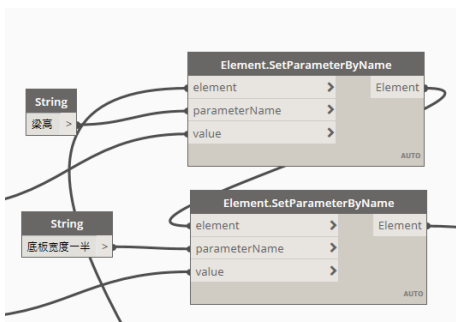 Element.SetParameterByName
element > Element
String
parameterName >
梁高 >
value >
AUTO
Element.SetParameterByName
String
element > Element
底板宽度一半 >
parameterName >
value >
AUTO